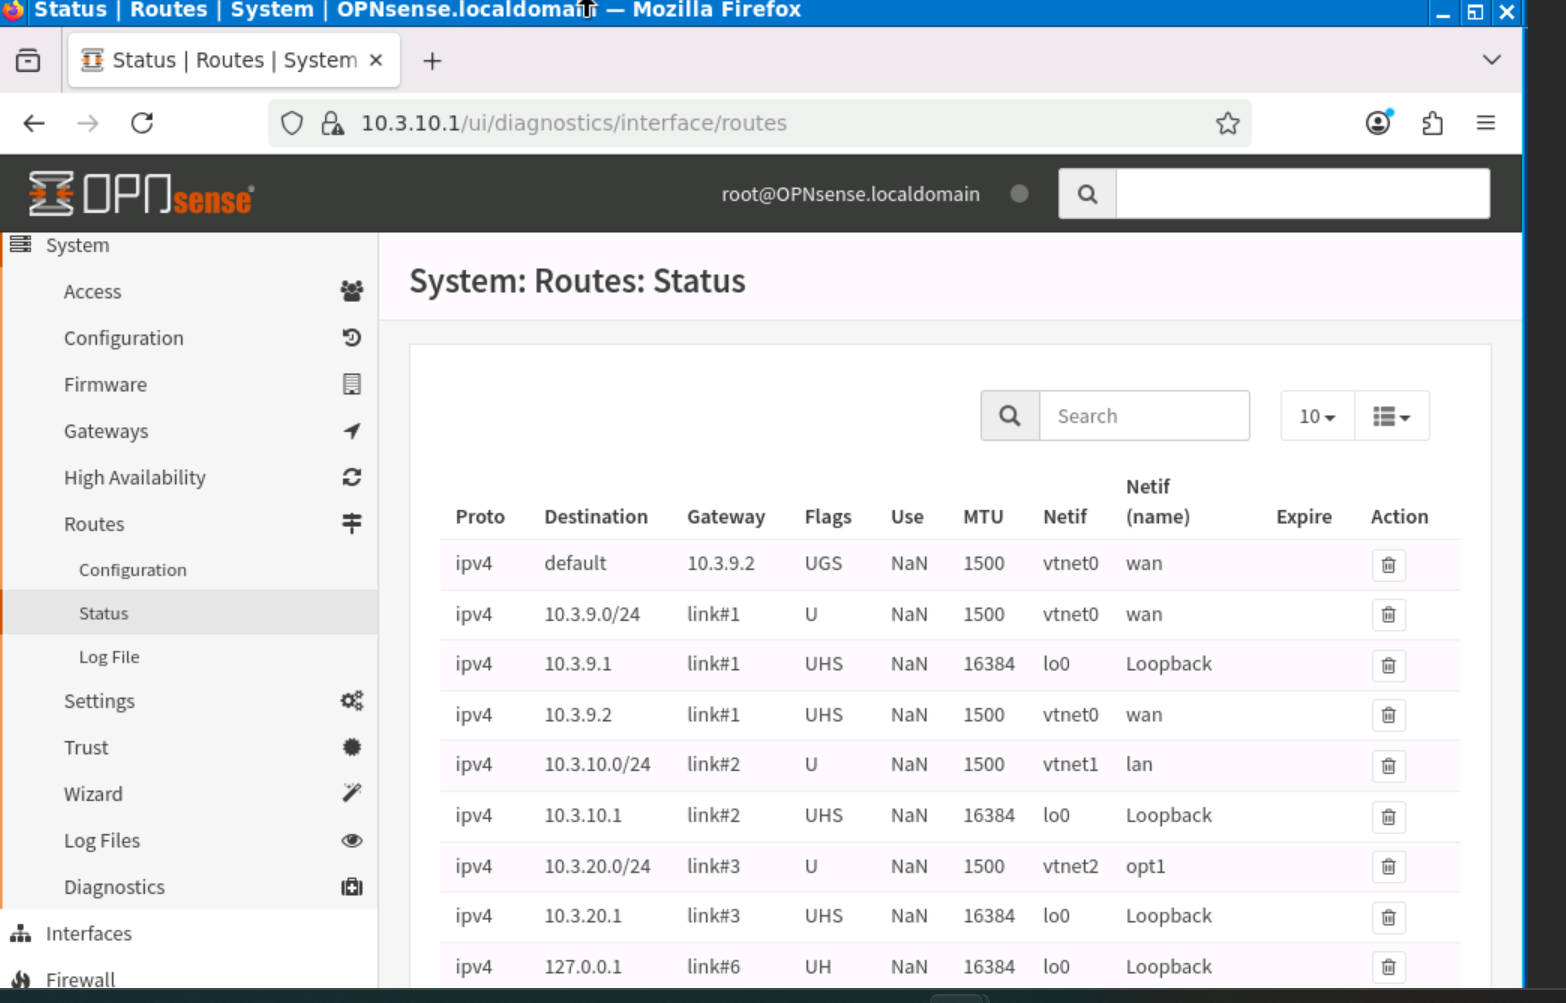 Status | Routes | System | OPNsense.localdomain — Mozilla Firefox
Status | Routes | System
10.3.10.1/ui/diagnostics/interface/routes
OPNsense
root@OPNsense.localdomain
System
Access
Configuration
Firmware
Gateways
High Availability
Routes
Configuration
Status
Log File
Settings
Trust
Wizard
Log Files
Diagnostics
Interfaces
Firewall
System: Routes: Status
Search
10
Proto Destination Gateway Flags Use MTU Netif Netif (name) Expire Action
ipv4 default 10.3.9.2 UGS NaN 1500 vtnet0 wan
ipv4 10.3.9.0/24 link#1 U NaN 1500 vtnet0 wan
ipv4 10.3.9.1 link#1 UHS NaN 16384 lo0 Loopback
ipv4 10.3.9.2 link#1 UHS NaN 1500 vtnet0 wan
ipv4 10.3.10.0/24 link#2 U NaN 1500 vtnet1 lan
ipv4 10.3.10.1 link#2 UHS NaN 16384 lo0 Loopback
ipv4 10.3.20.0/24 link#3 U NaN 1500 vtnet2 opt1
ipv4 10.3.20.1 link#3 UHS NaN 16384 lo0 Loopback
ipv4 127.0.0.1 link#6 UH NaN 16384 lo0 Loopback